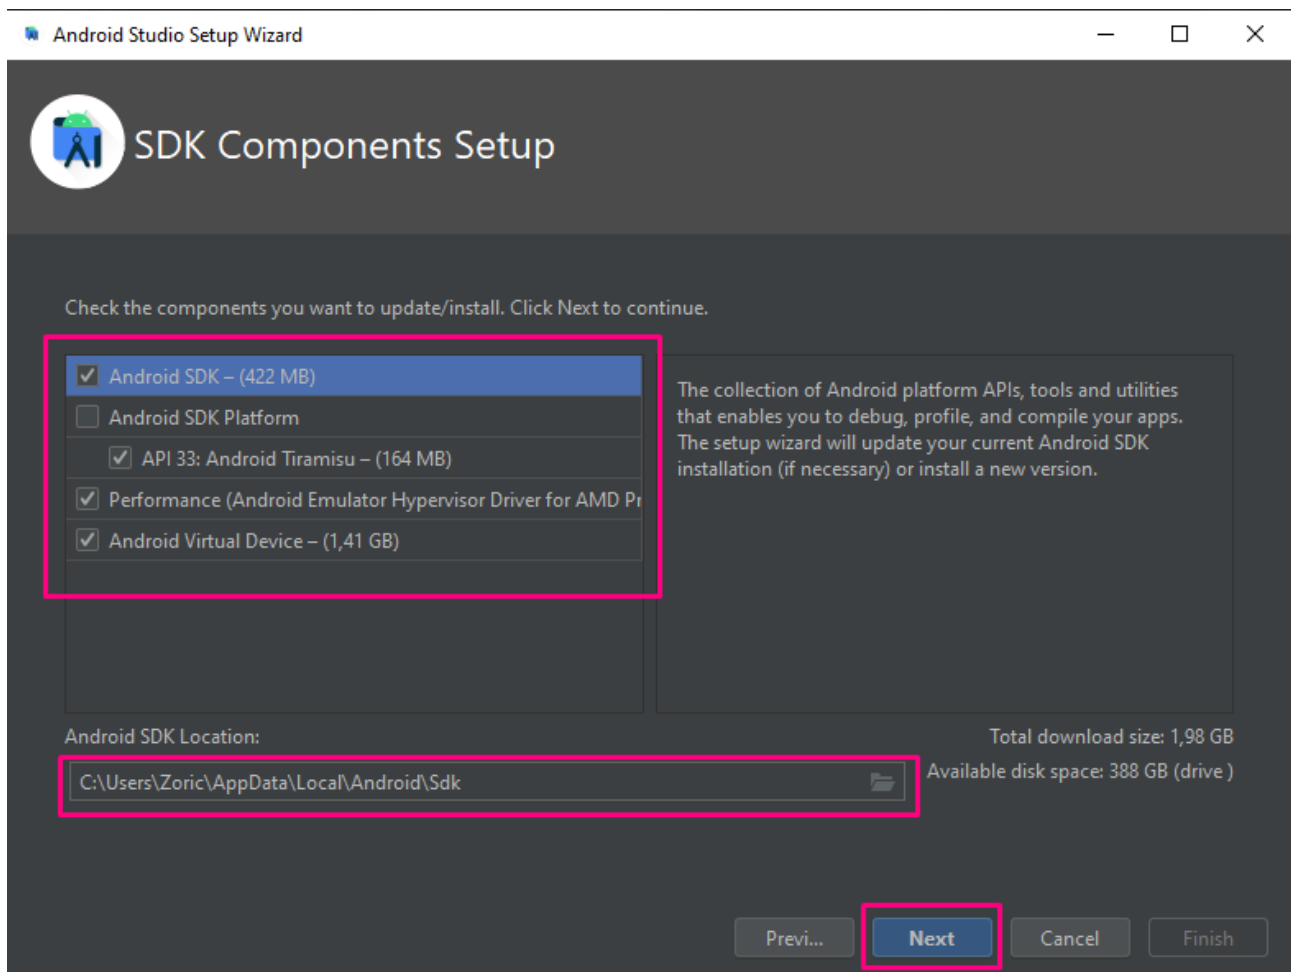 Android Studio Setup Wizard
SDK Components Setup
Check the components you want to update/install. Click Next to continue.
Android SDK – (422 MB)
Android SDK Platform
API 33: Android Tiramisu – (164 MB)
Performance (Android Emulator Hypervisor Driver for AMD Pr
Android Virtual Device – (1,41 GB)
The collection of Android platform APIs, tools and utilities
that enables you to debug, profile, and compile your apps.
The setup wizard will update your current Android SDK
installation (if necessary) or install a new version.
Android SDK Location:
C:\Users\Zoric\AppData\Local\Android\Sdk
Total download size: 1,98 GB
Available disk space: 388 GB (drive )
Previ...
Next
Cancel
Finish